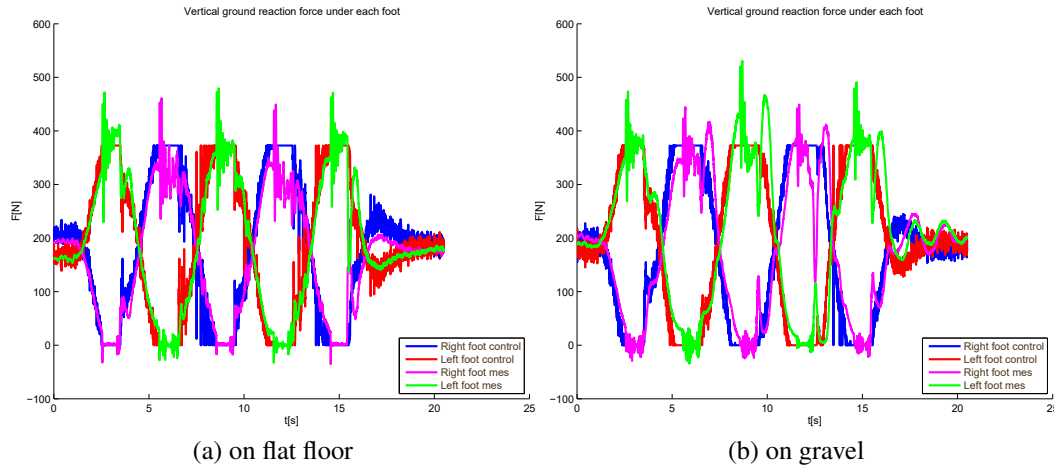 Vertical ground reaction force under each foot
600
500
400
300
200
100
0
−100
F[N]
0
5
10
15
20
25
t[s]
Right foot control
Left foot control
Right foot mes
Left foot mes
(a) on flat floor
Vertical ground reaction force under each foot
600
500
400
300
200
100
0
−100
F[N]
0
5
10
15
20
25
t[s]
Right foot control
Left foot control
Right foot mes
Left foot mes
(b) on gravel